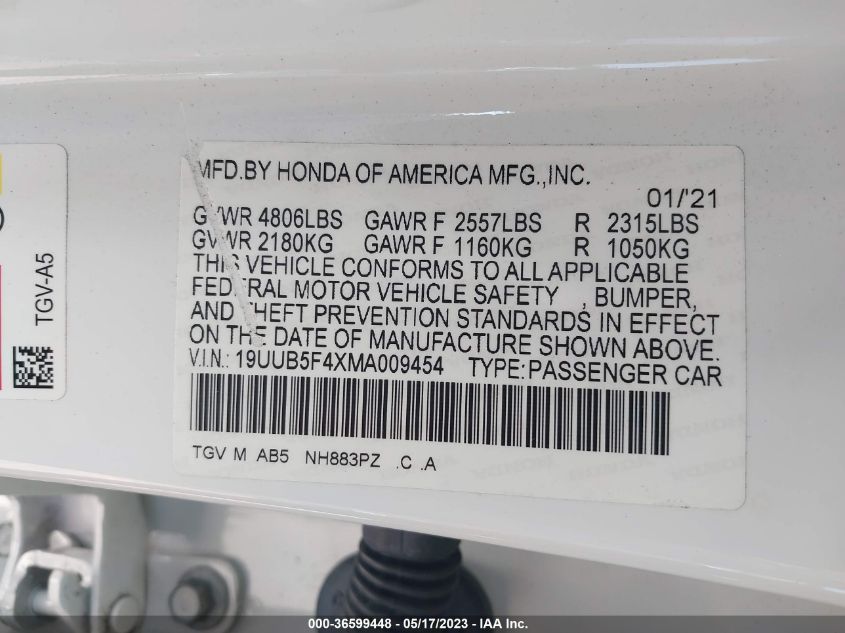 MFD.BY HONDA OF AMERICA MFG.,INC.
01/'21
GVWR 4806LBS GAWR F 2557LBS R 2315LBS
GVWR 2180KG GAWR F 1160KG R 1050KG
THIS VEHICLE CONFORMS TO ALL APPLICABLE
FEDERAL MOTOR VEHICLE SAFETY , BUMPER,
AND THEFT PREVENTION STANDARDS IN EFFECT
ON THE DATE OF MANUFACTURE SHOWN ABOVE.
V.I.N.: 19UUB5F4XMA009454 TYPE:PASSENGER CAR
TGV M AB5 NH883PZ .C .A
TGV-A5
000-36599448 - 05/17/2023 - IAA Inc.